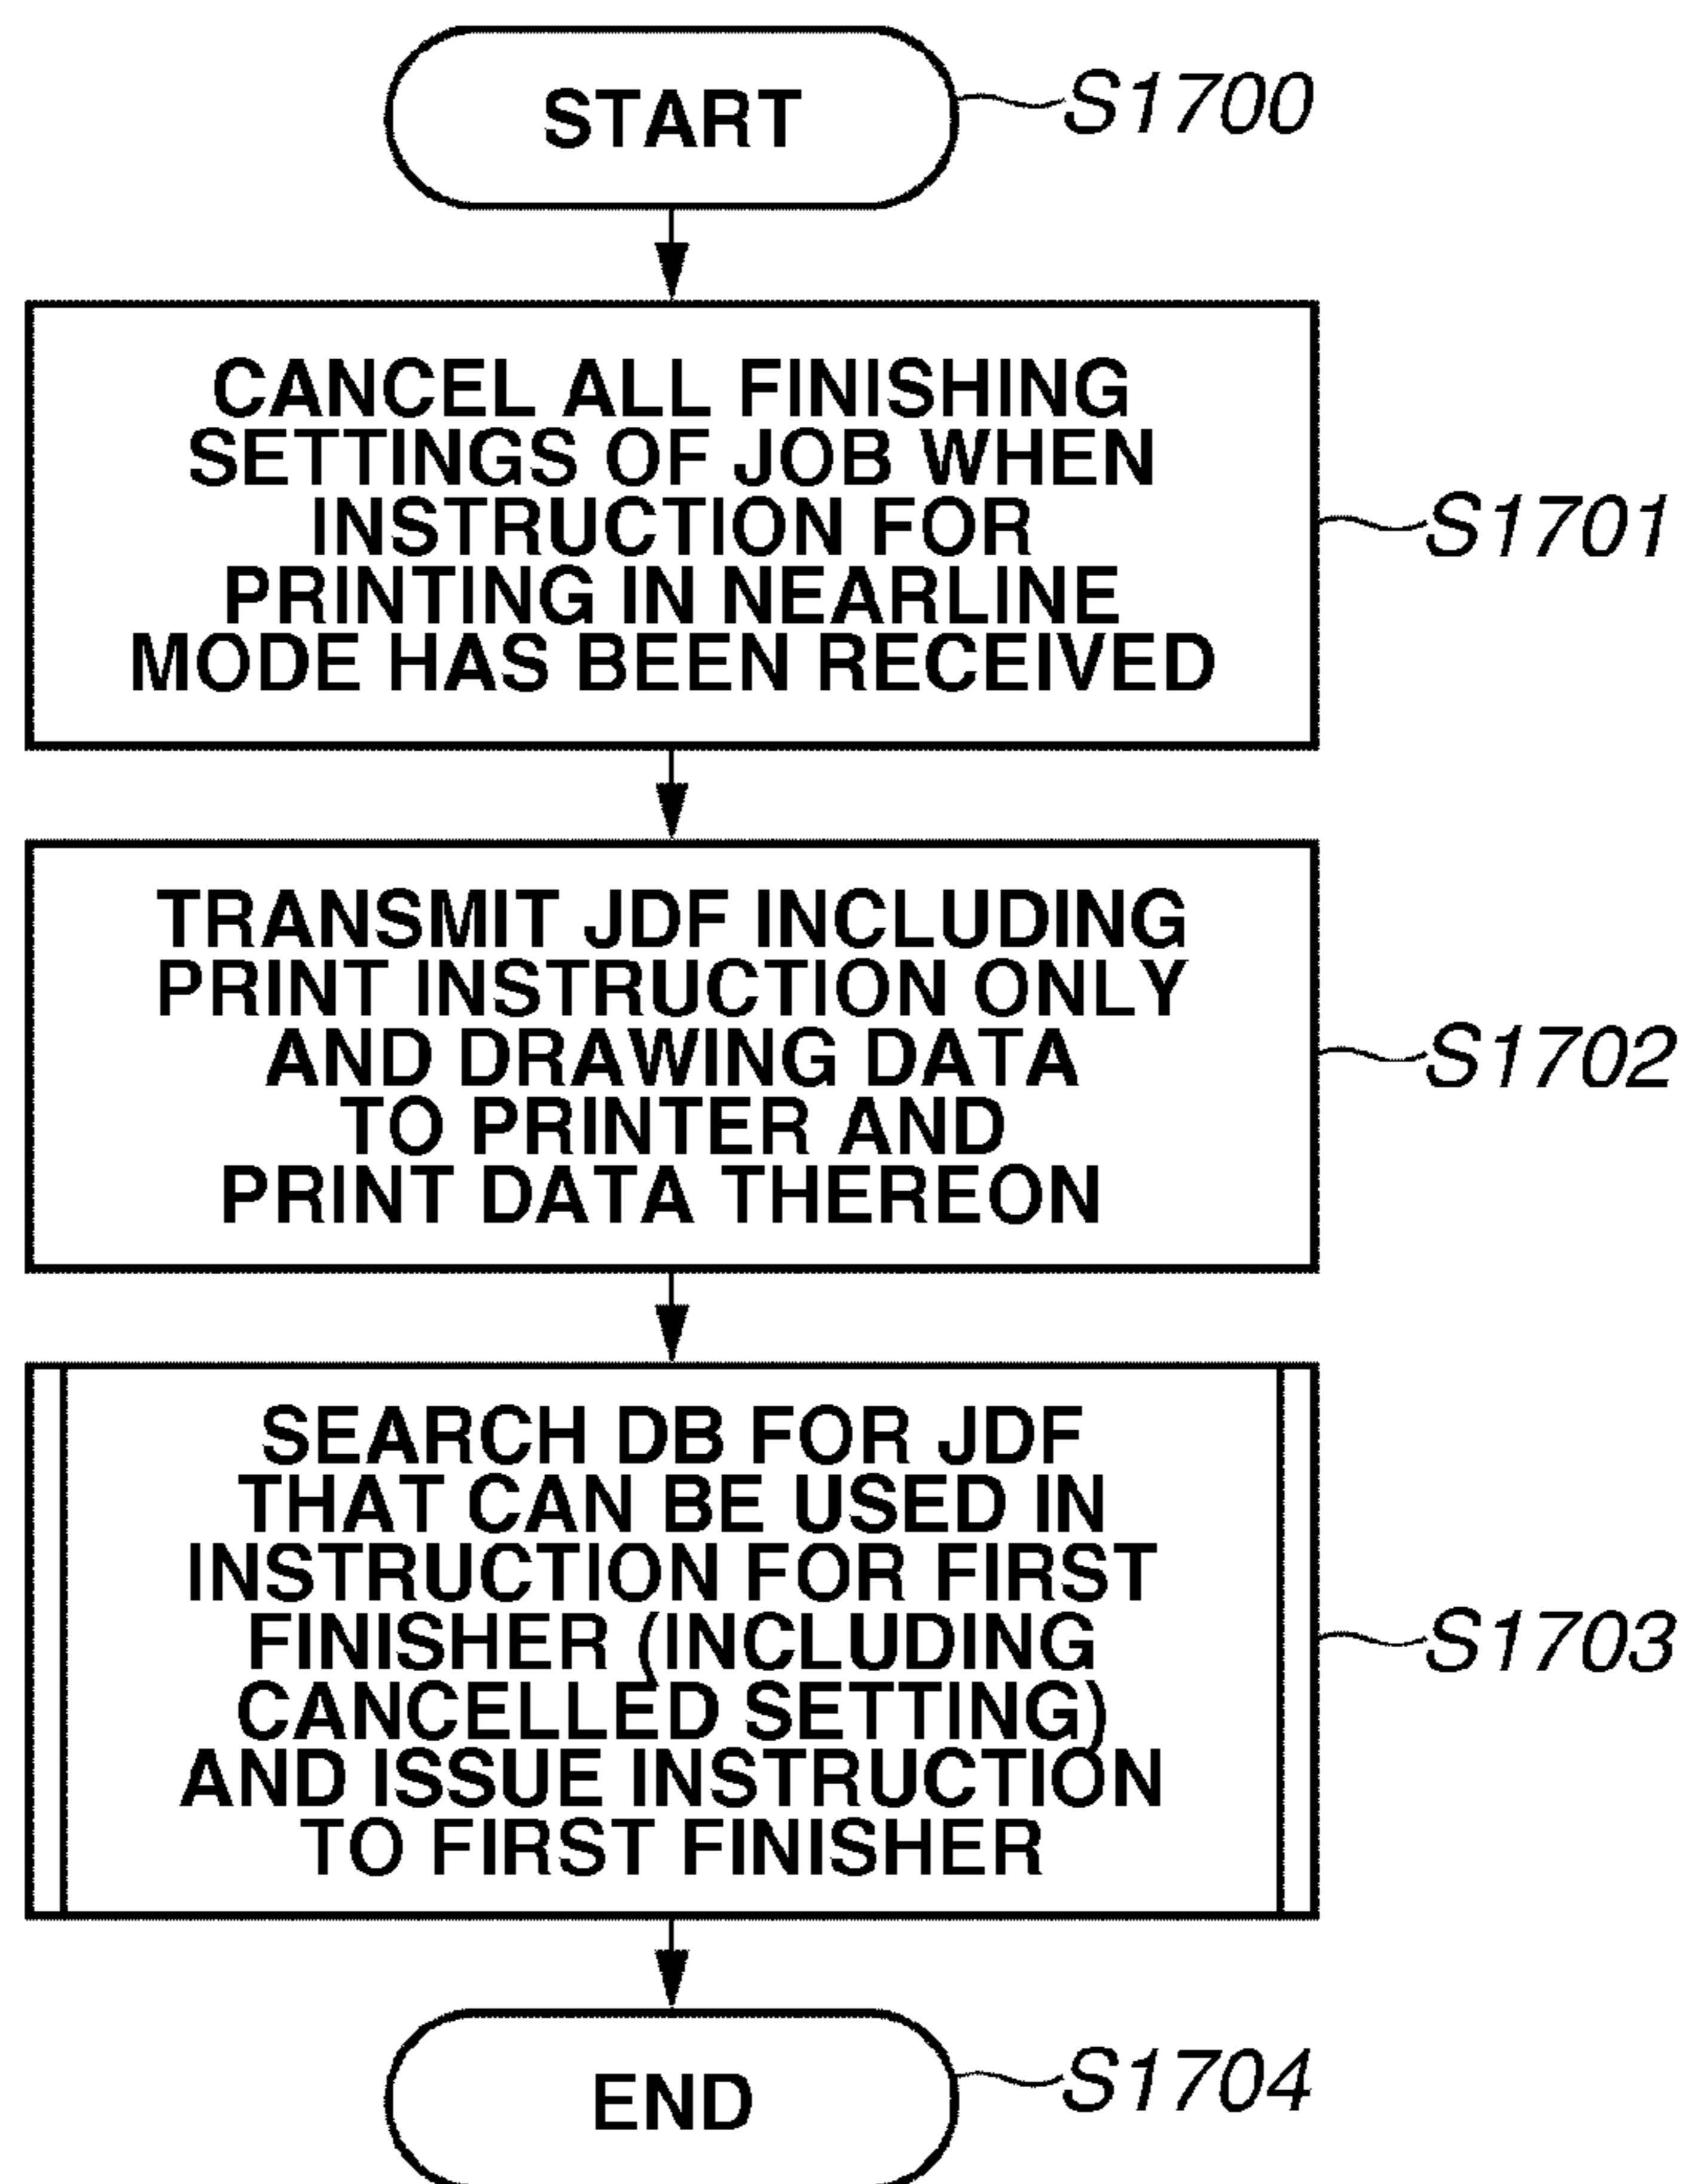 START
S1700
CANCEL ALL FINISHING
SETTINGS OF JOB WHEN
INSTRUCTION FOR
PRINTING IN NEARLINE
MODE HAS BEEN RECEIVED
S1701
TRANSMIT JDF INCLUDING
PRINT INSTRUCTION ONLY
AND DRAWING DATA
TO PRINTER AND
PRINT DATA THEREON
S1702
SEARCH DB FOR JDF
THAT CAN BE USED IN
INSTRUCTION FOR FIRST
FINISHER (INCLUDING
CANCELLED SETTING)
AND ISSUE INSTRUCTION
TO FIRST FINISHER
S1703
END
S1704